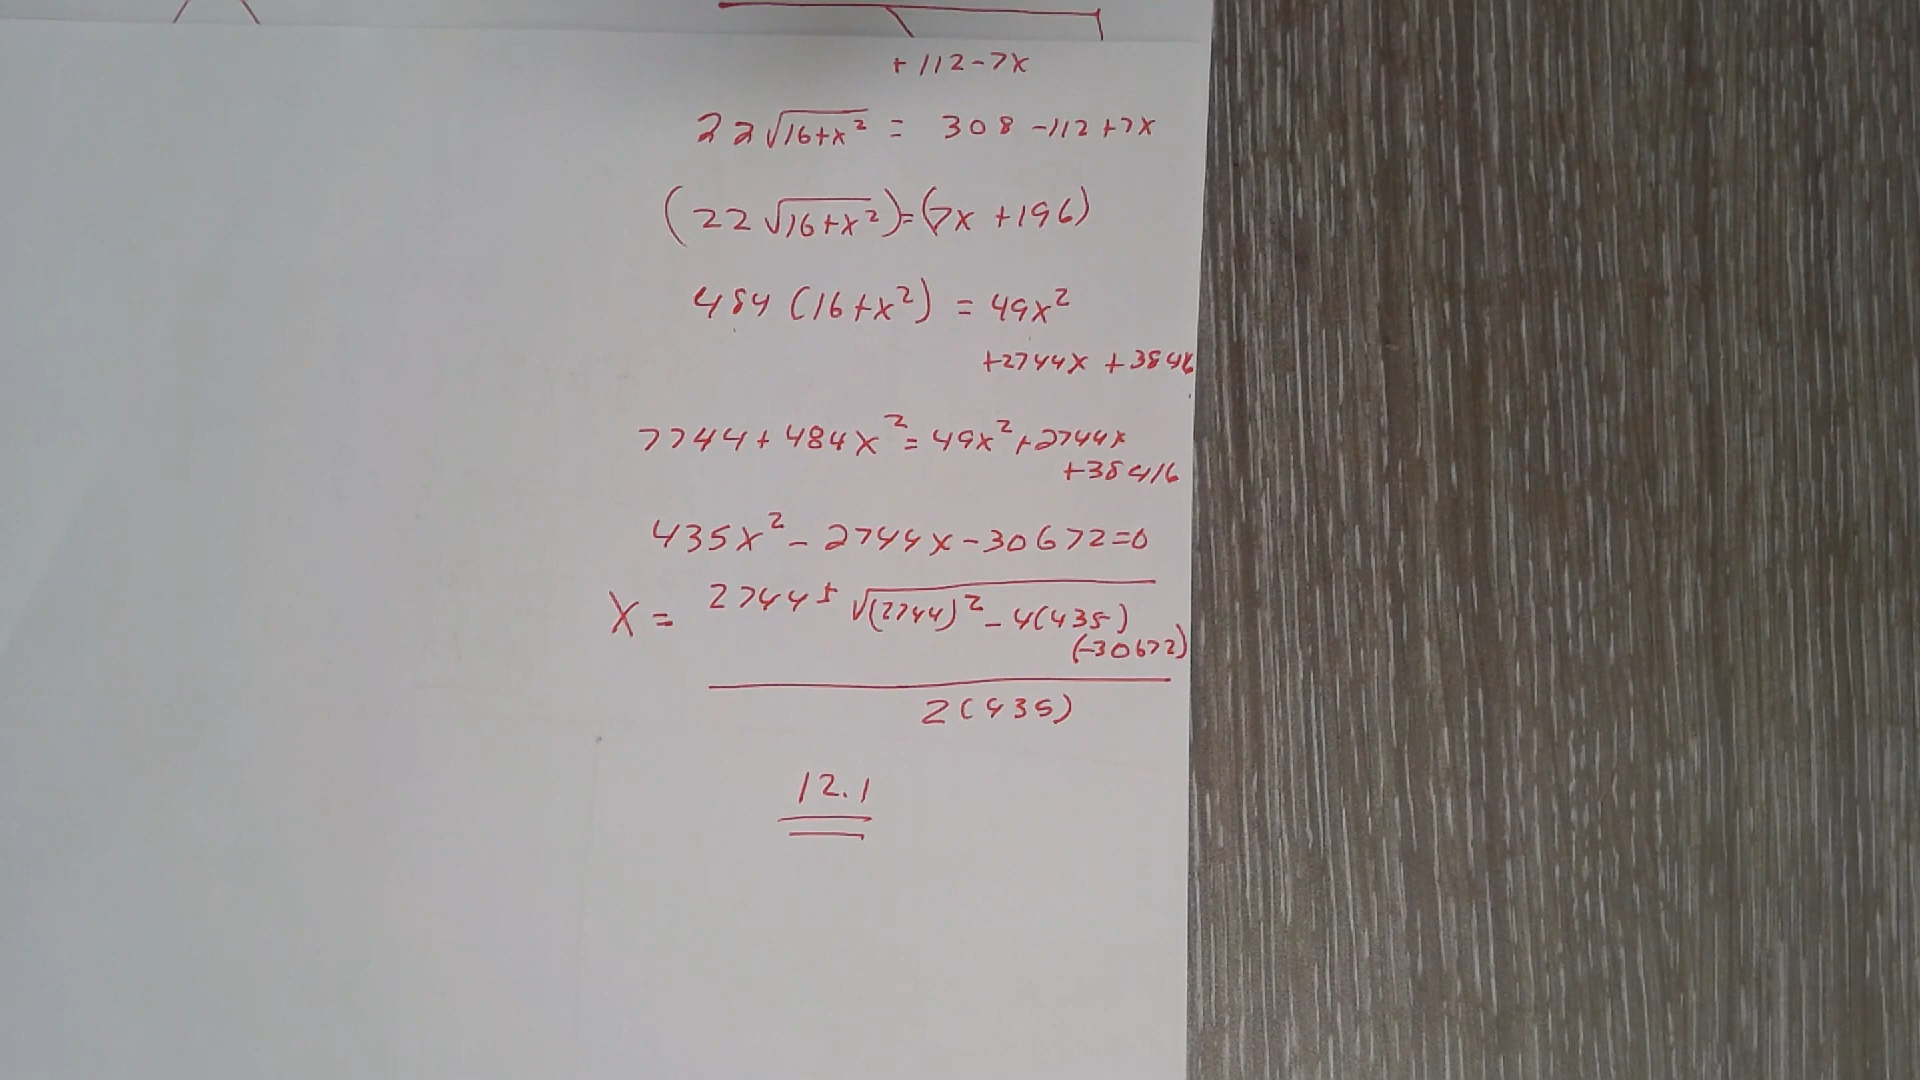 + 112 - 7x
22√(16+x²) = 308 - 112 + 7x
(22√(16+x²)) = (7x + 196)
484 (16+x²) = 49x²
+2744x + 38416
7744 + 484x² = 49x² + 2744x
+38416
435x² - 2744x - 30672 = 0
x = 2744 ± √(2744)² - 4(435)
(-30672)
2(435)
12.1